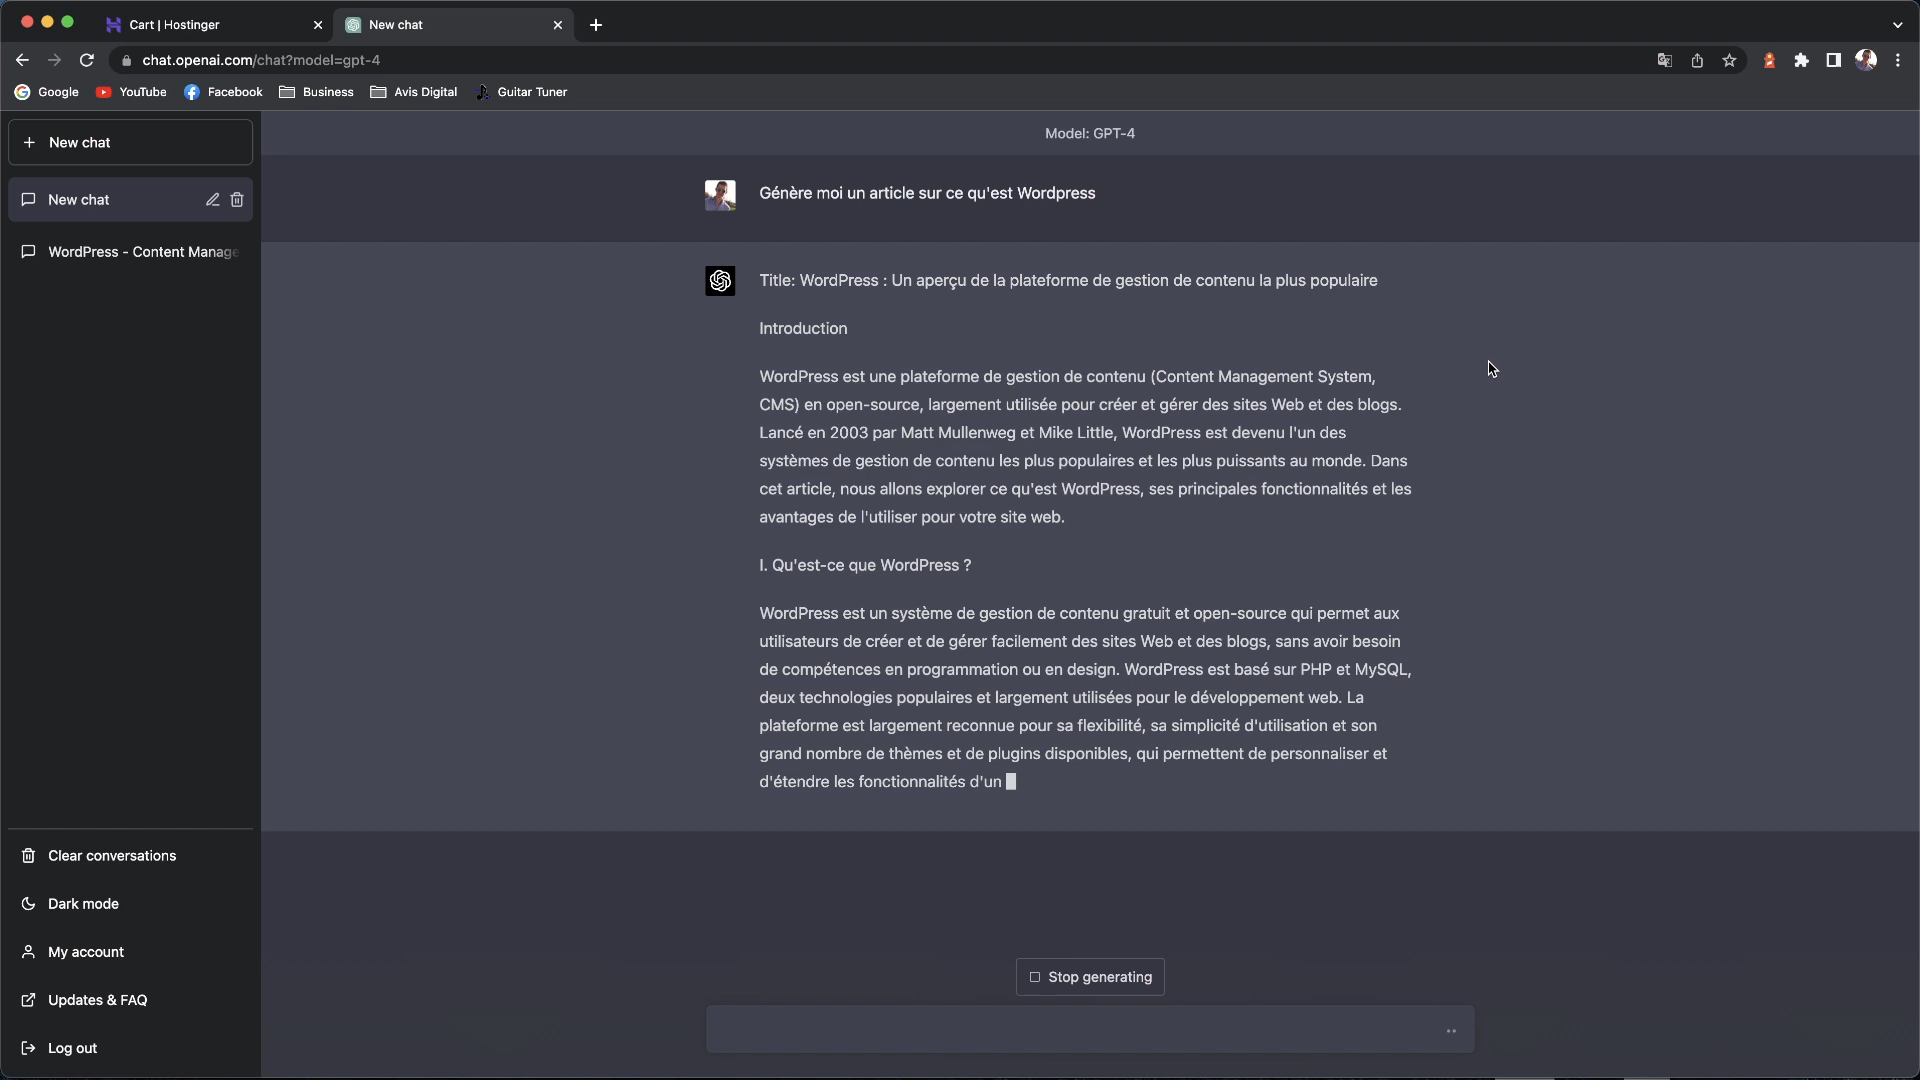 Cart | Hostinger
New chat
chat.openai.com/chat?model=gpt-4
Google
YouTube
Facebook
Business
Avis Digital
Guitar Tuner
New chat
New chat
WordPress - Content Manage
Clear conversations
Dark mode
My account
Updates & FAQ
Log out
Model: GPT-4
Génère moi un article sur ce qu'est Wordpress
Title: WordPress : Un aperçu de la plateforme de gestion de contenu la plus populaire
Introduction
WordPress est une plateforme de gestion de contenu (Content Management System,
CMS) en open-source, largement utilisée pour créer et gérer des sites Web et des blogs.
Lancé en 2003 par Matt Mullenweg et Mike Little, WordPress est devenu l'un des
systèmes de gestion de contenu les plus populaires et les plus puissants au monde. Dans
cet article, nous allons explorer ce qu'est WordPress, ses principales fonctionnalités et les
avantages de l'utiliser pour votre site web.
I. Qu'est-ce que WordPress ?
WordPress est un système de gestion de contenu gratuit et open-source qui permet aux
utilisateurs de créer et de gérer facilement des sites Web et des blogs, sans avoir besoin
de compétences en programmation ou en design. WordPress est basé sur PHP et MySQL,
deux technologies populaires et largement utilisées pour le développement web. La
plateforme est largement reconnue pour sa flexibilité, sa simplicité d'utilisation et son
grand nombre de thèmes et de plugins disponibles, qui permettent de personnaliser et
d'étendre les fonctionnalités d'un
Stop generating